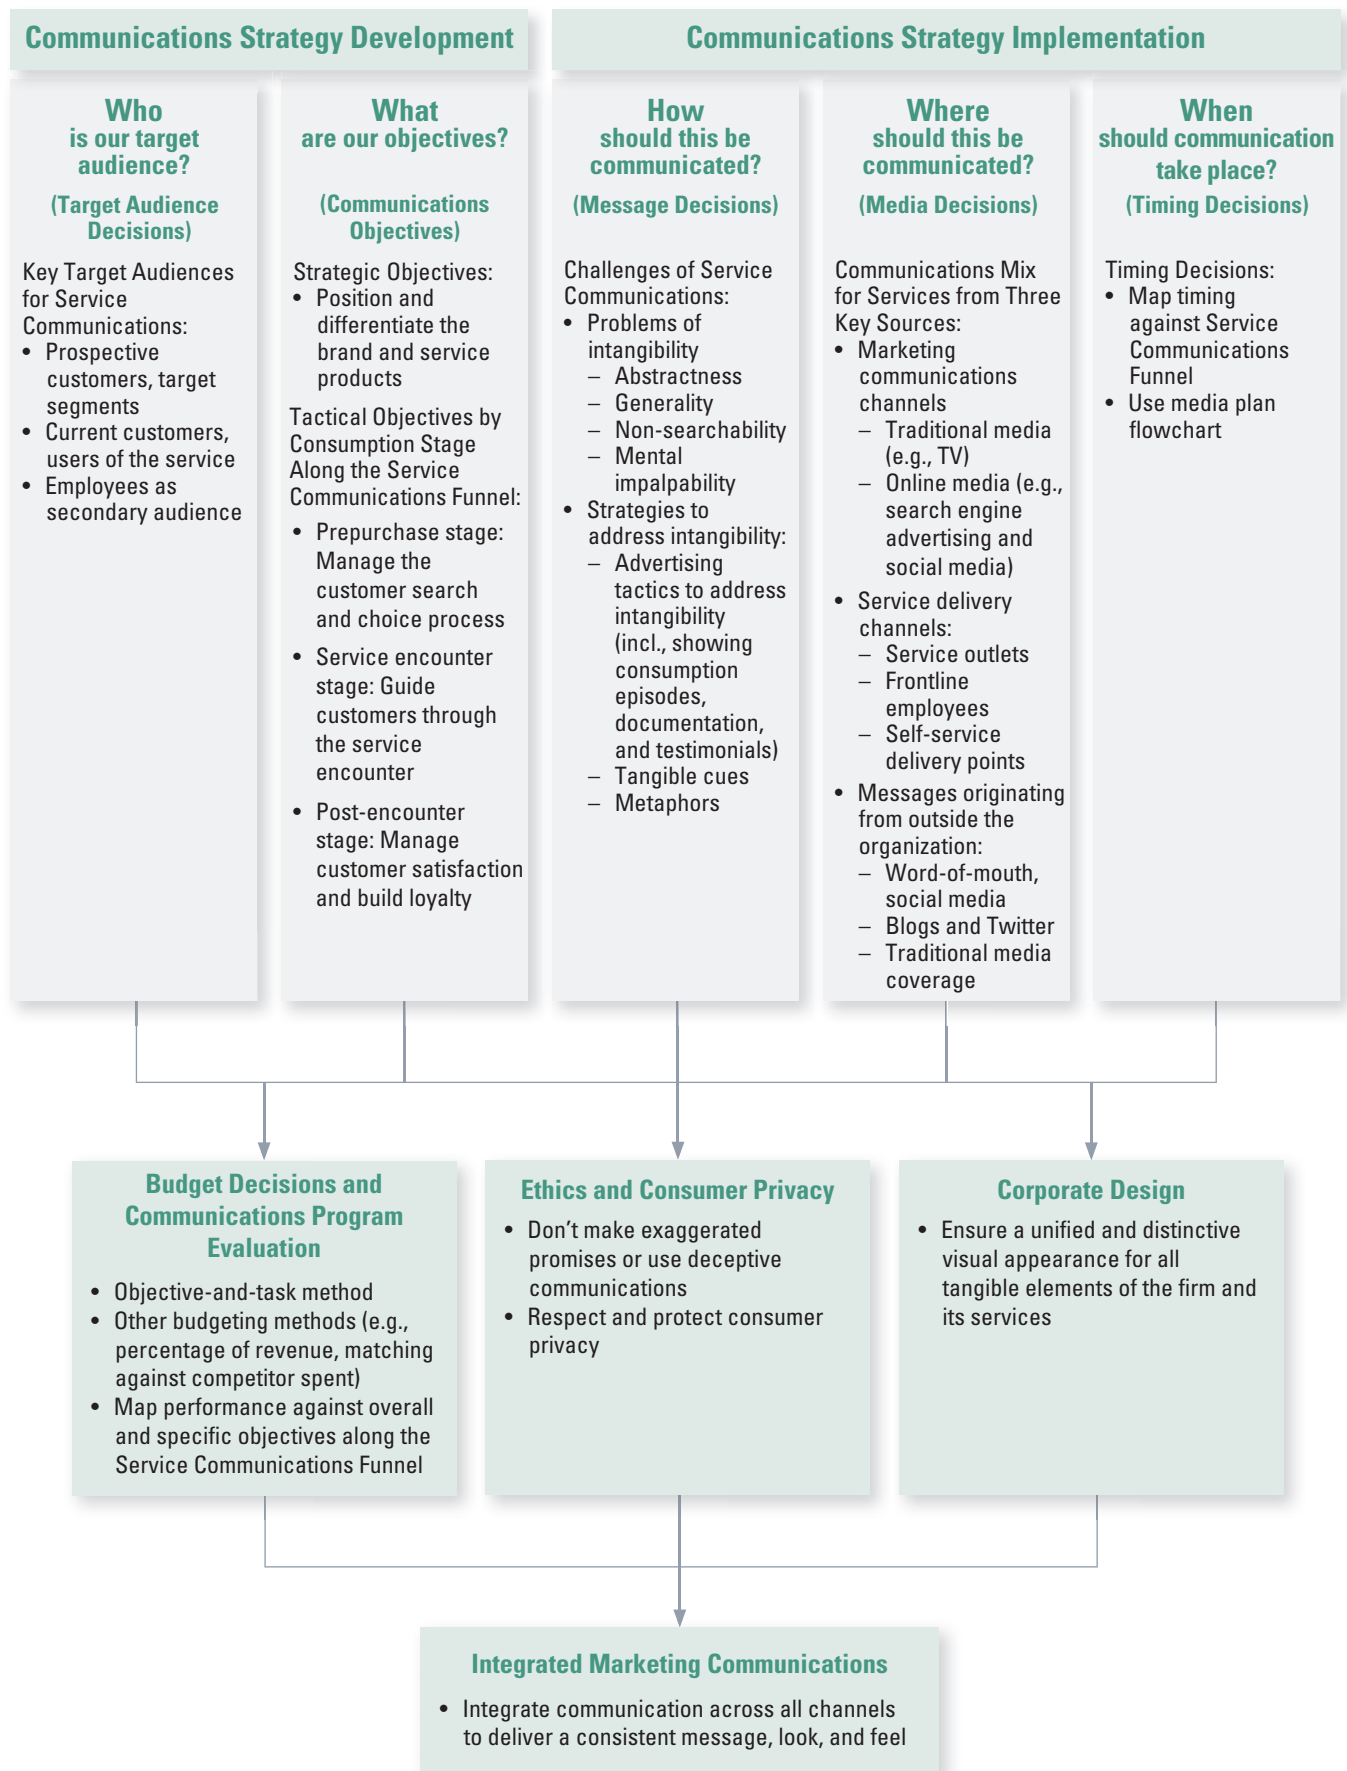 Communications Strategy Development
Communications Strategy Implementation
Who
is our target
audience?
(Target Audience
Decisions)
Key Target Audiences
for Service
Communications:
• Prospective
customers, target
segments
• Current customers,
users of the service
• Employees as
secondary audience
What
are our objectives?
(Communications
Objectives)
Strategic Objectives:
• Position and
differentiate the
brand and service
products
Tactical Objectives by
Consumption Stage
Along the Service
Communications Funnel:
• Prepurchase stage:
Manage the
customer search
and choice process
• Service encounter
stage: Guide
customers through
the service
encounter
• Post-encounter
stage: Manage
customer satisfaction
and build loyalty
How
should this be
communicated?
(Message Decisions)
Challenges of Service
Communications:
• Problems of
intangibility
– Abstractness
– Generality
– Non-searchability
– Mental
impalpability
• Strategies to
address intangibility:
– Advertising
tactics to address
intangibility
(incl., showing
consumption
episodes,
documentation,
and testimonials)
– Tangible cues
– Metaphors
Where
should this be
communicated?
(Media Decisions)
Communications Mix
for Services from Three
Key Sources:
• Marketing
communications
channels
– Traditional media
(e.g., TV)
– Online media (e.g.,
search engine
advertising and
social media)
• Service delivery
channels:
– Service outlets
– Frontline
employees
– Self-service
delivery points
• Messages originating
from outside the
organization:
– Word-of-mouth,
social media
– Blogs and Twitter
– Traditional media
coverage
When
should communication
take place?
(Timing Decisions)
Timing Decisions:
• Map timing
against Service
Communications
Funnel
• Use media plan
flowchart
Budget Decisions and
Communications Program
Evaluation
• Objective-and-task method
• Other budgeting methods (e.g.,
percentage of revenue, matching
against competitor spent)
• Map performance against overall
and specific objectives along the
Service Communications Funnel
Ethics and Consumer Privacy
• Don’t make exaggerated
promises or use deceptive
communications
• Respect and protect consumer
privacy
Corporate Design
• Ensure a unified and distinctive
visual appearance for all
tangible elements of the firm and
its services
Integrated Marketing Communications
• Integrate communication across all channels
to deliver a consistent message, look, and feel